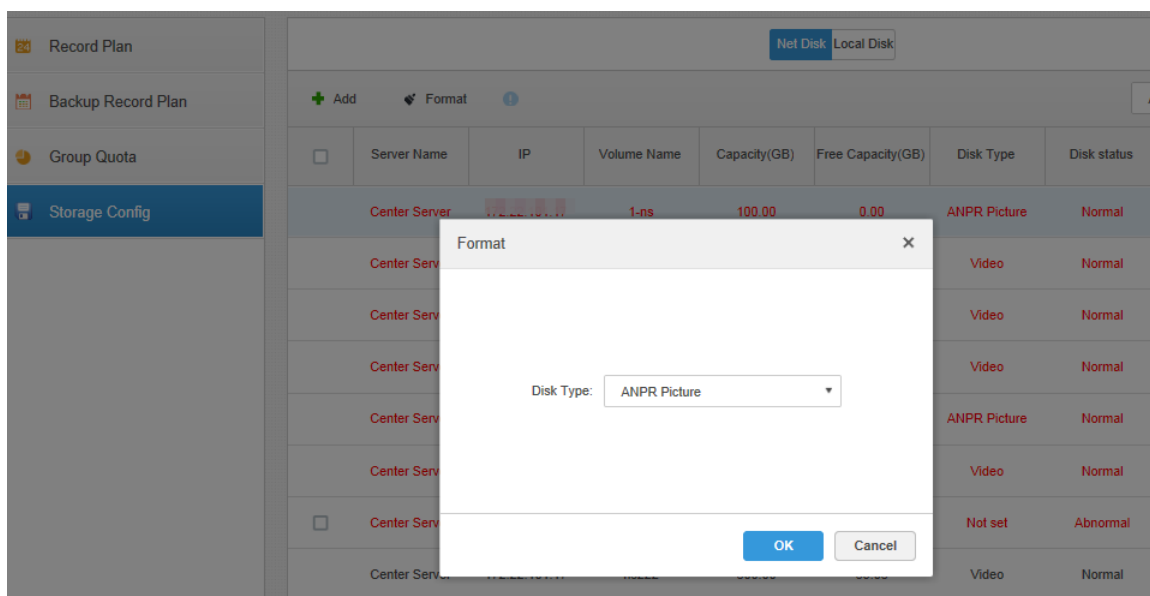 Net Disk Local Disk
Record Plan
Backup Record Plan
Group Quota
Storage Config
Add Format
Server Name IP Volume Name Capacity(GB) Free Capacity(GB) Disk Type Disk status
Center Server 1-ns 100.00 0.00 ANPR Picture Normal
Center Serv Video Normal
Center Serv Video Normal
Center Serv Video Normal
Center Serv ANPR Picture Normal
Center Serv Video Normal
Center Serv Not set Abnormal
Center Server Video Normal
Format
Disk Type: ANPR Picture
OK Cancel